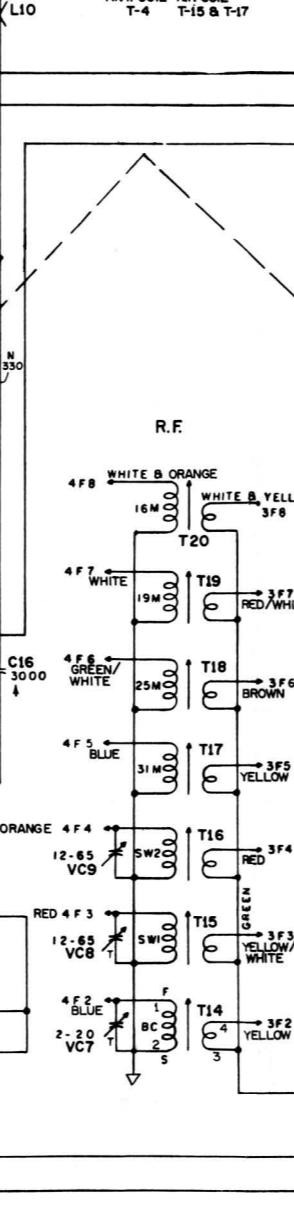 L10
T-4 T-15 & T-17
N
330
R.F.
WHITE & ORANGE
4F8
16M
WHITE & YELL
3F8
T20
4F7
WHITE
19M
T19
3F7
RED/WHI
4F6
GREEN/
WHITE
25M
T18
3F6
BROWN
C16
3000
4F5
BLUE
31M
T17
3F5
YELLOW
ORANGE 4F4
12-65
VC9
SW2
T16
3F4
RED
GREEN
RED 4F3
12-65
VC8
T
SW1
T15
3F3
YELLOW/
WHITE
4F2
BLUE
2-20
VC7
T
F
1
BC
2
S
T14
4
3
3F2
YELLOW